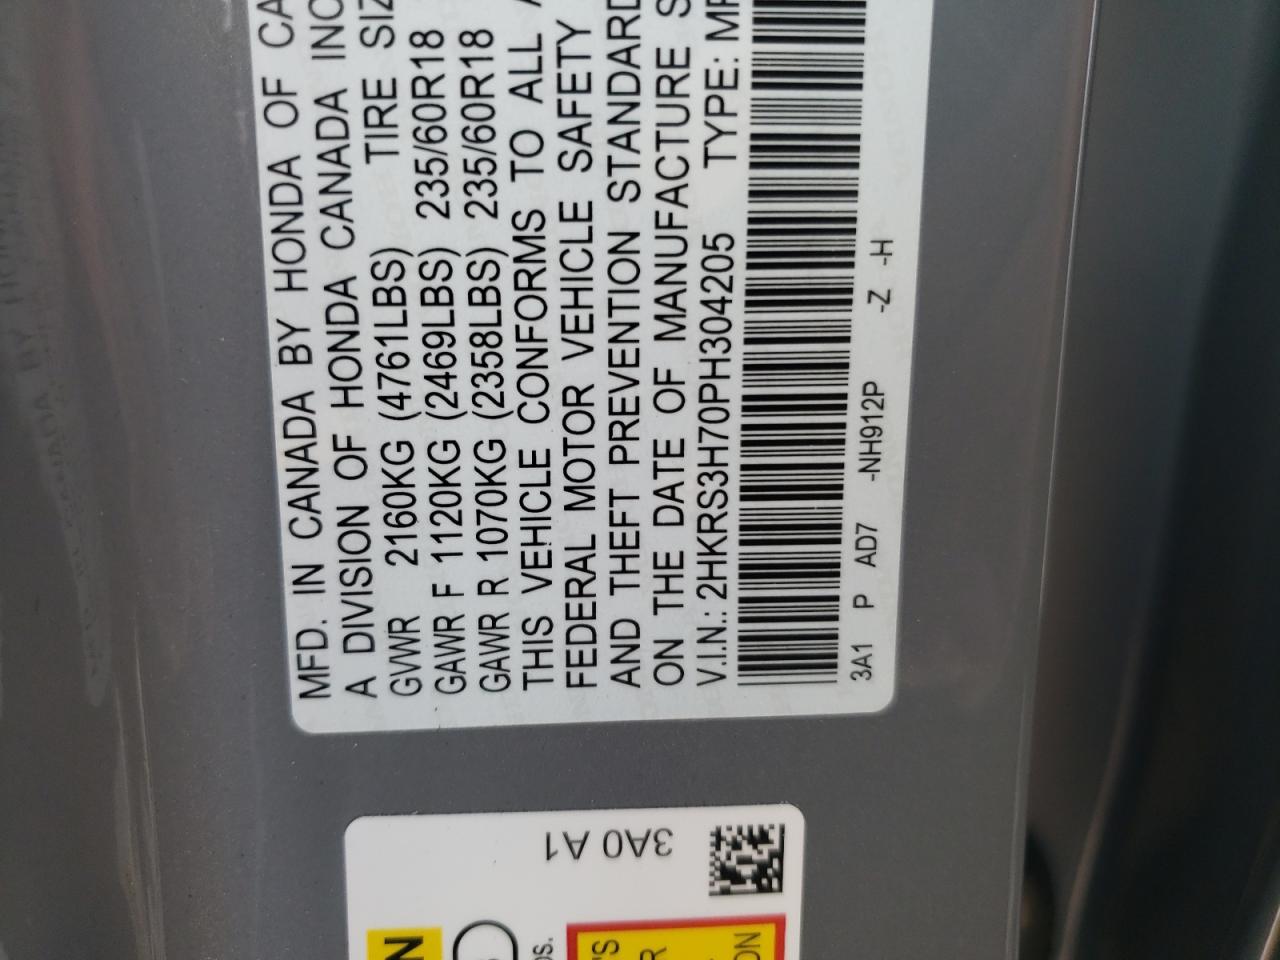 MFD. IN CANADA BY HONDA OF CA
A DIVISION OF HONDA CANADA INC
TIRE SIZ
GVWR 2160KG (4761LBS)
GAWR F 1120KG (2469LBS) 235/60R18
GAWR R 1070KG (2358LBS) 235/60R18
THIS VEHICLE CONFORMS TO ALL A
FEDERAL MOTOR VEHICLE SAFETY
AND THEFT PREVENTION STANDARD
ON THE DATE OF MANUFACTURE S
V.I.N.: 2HKRS3H70PH304205 TYPE: MP
3A1 P AD7 -NH912P -Z -H
3A0 A1